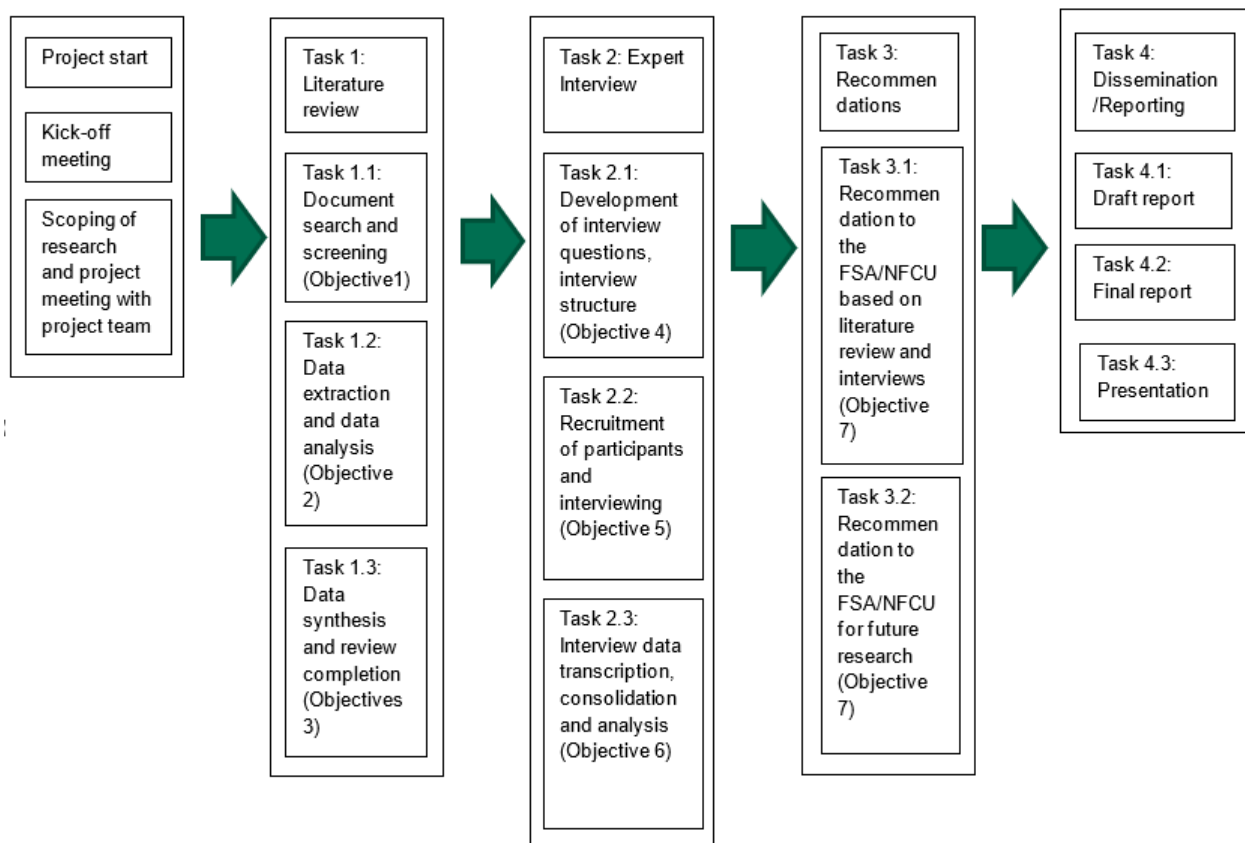 Project start
Kick-off
meeting
Scoping of
research
and project
meeting with
project team
Task 1:
Literature
review
Task 1.1:
Document
search and
screening
(Objective1)
Task 1.2:
Data
extraction
and data
analysis
(Objective
2)
Task 1.3:
Data
synthesis
and review
completion
(Objectives
3)
Task 2: Expert
Interview
Task 2.1:
Development
of interview
questions,
interview
structure
(Objective 4)
Task 2.2:
Recruitment
of participants
and
interviewing
(Objective 5)
Task 2.3:
Interview data
transcription,
consolidation
and analysis
(Objective 6)
Task 3:
Recommen
dations
Task 3.1:
Recommen
dation to
the
FSA/NFCU
based on
literature
review and
interviews
(Objective
7)
Task 3.2:
Recommen
dation to
the
FSA/NFCU
for future
research
(Objective
7)
Task 4:
Dissemination
/Reporting
Task 4.1:
Draft report
Task 4.2:
Final report
Task 4.3:
Presentation